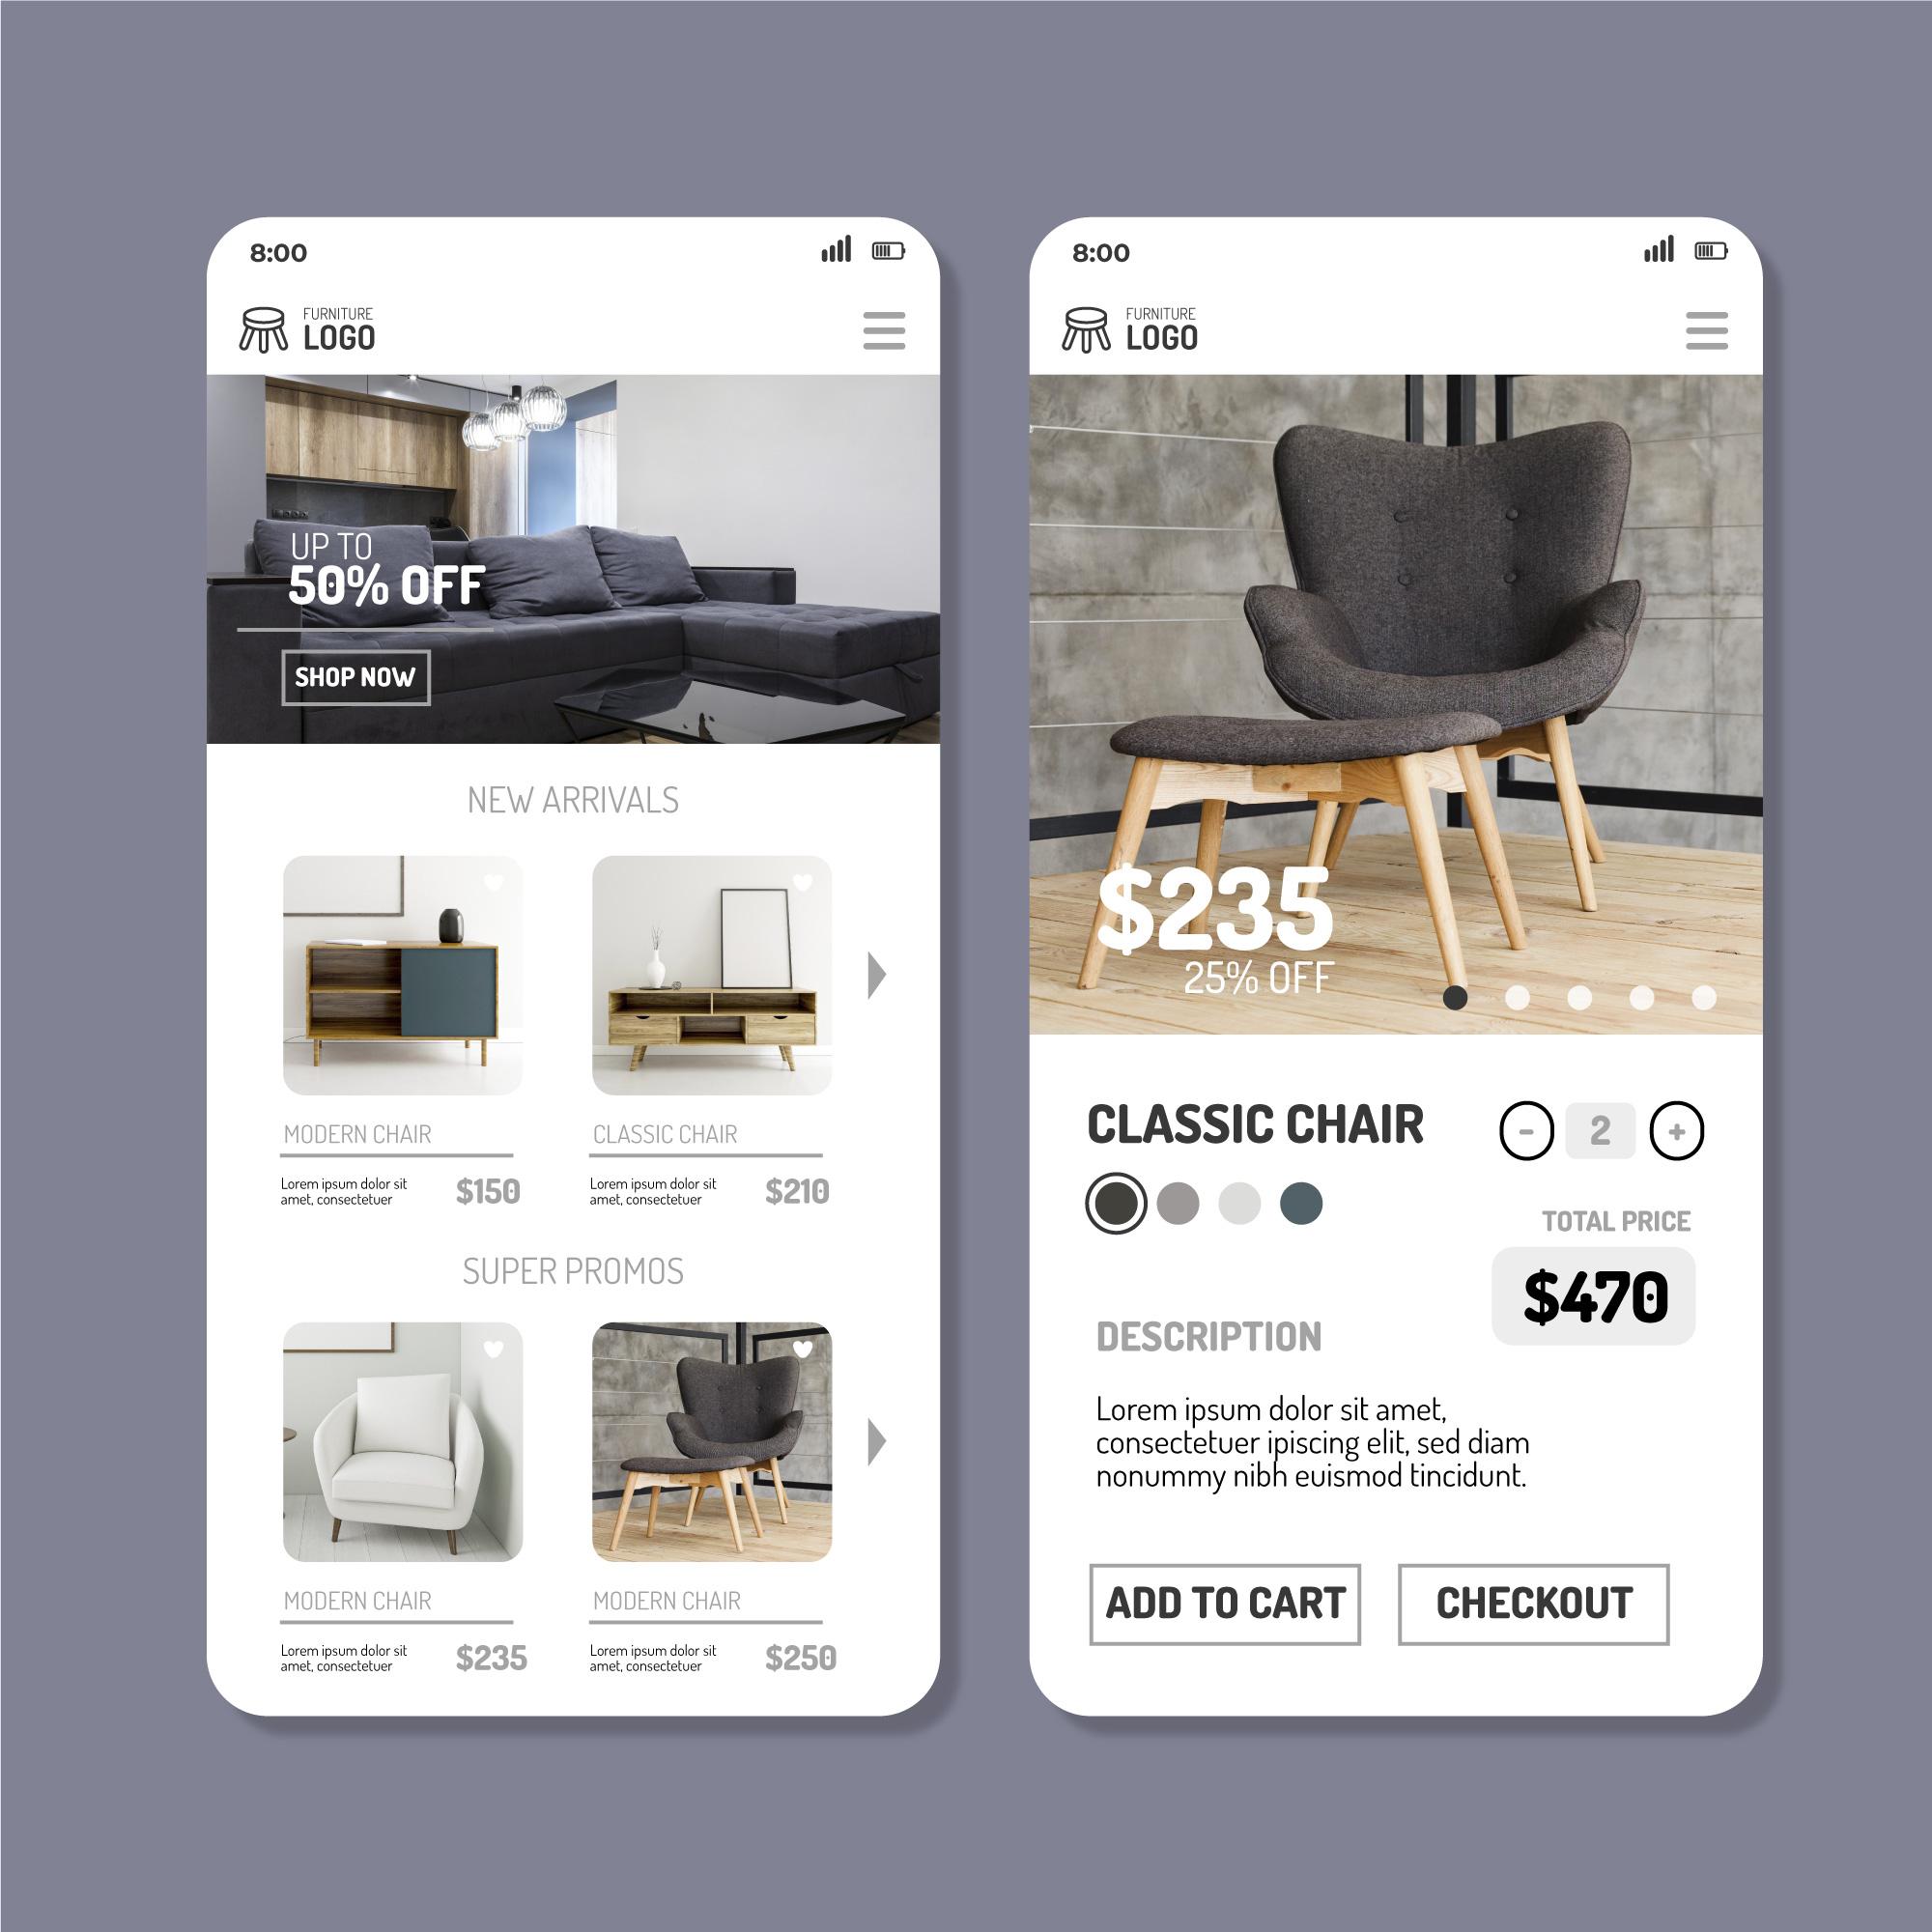 8:00
FURNITURE
LOGO
UP TO
50% OFF
SHOP NOW
NEW ARRIVALS
MODERN CHAIR
Lorem ipsum dolor sit
amet, consectetuer
$150
CLASSIC CHAIR
Lorem ipsum dolor sit
amet, consectetuer
$210
SUPER PROMOS
MODERN CHAIR
Lorem ipsum dolor sit
amet, consectetuer
$235
MODERN CHAIR
Lorem ipsum dolor sit
amet, consectetuer
$250
8:00
FURNITURE
LOGO
$235
25% OFF
CLASSIC CHAIR
- 2 +
TOTAL PRICE
$470
DESCRIPTION
Lorem ipsum dolor sit amet,
consectetuer ipiscing elit, sed diam
nonummy nibh euismod tincidunt.
ADD TO CART
CHECKOUT